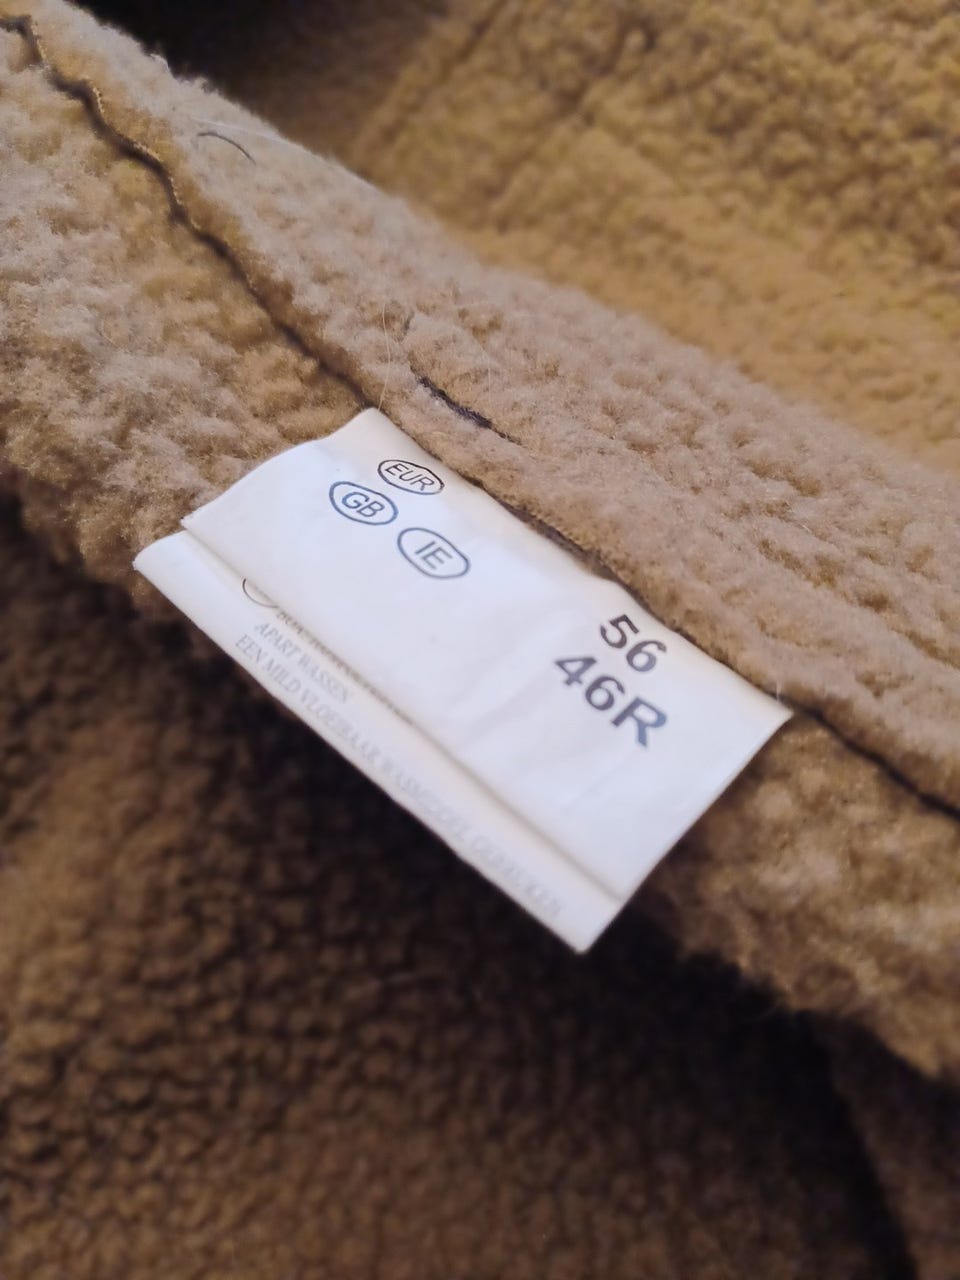 EUR 56
GB IE 46R
APART WASSEN
EEN MILD VLOEIBAAR WASMIDDEL GEBRUIKEN